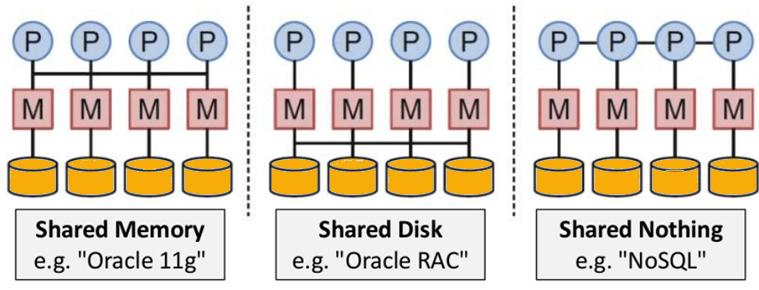 P P P P P P P P P P P P
M M M M M M M M M M M M
Shared Memory
e.g. "Oracle 11g"
Shared Disk
e.g. "Oracle RAC"
Shared Nothing
e.g. "NoSQL"